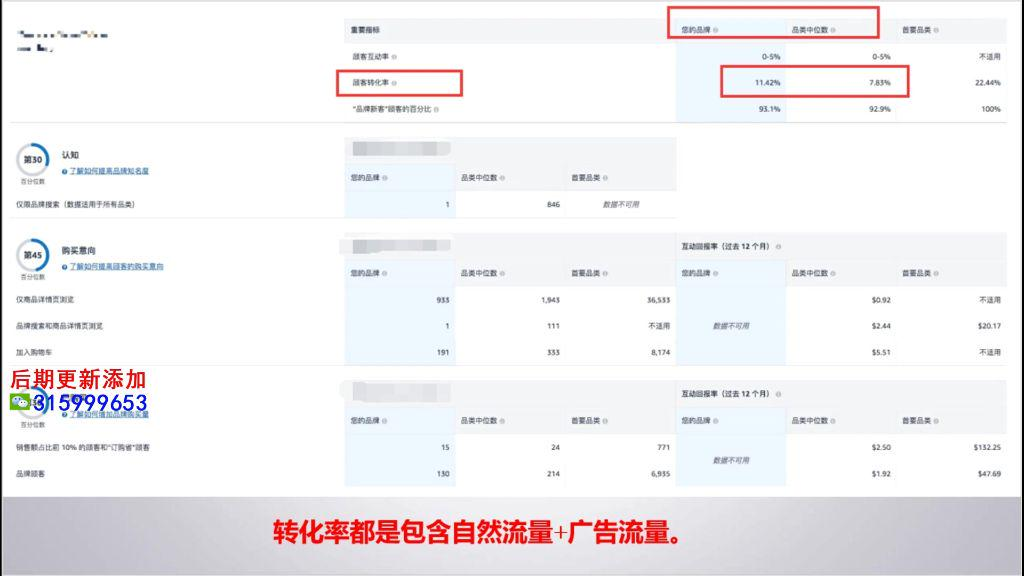 重要指标 您的品牌 品类中位数 首要品类
顾客互动率 0-5% 0-5% 不适用
顾客转化率 11.42% 7.83% 22.44%
“品牌新客”顾客的百分比 93.1% 92.9% 100%
第30 认知
百分位数 了解如何提高品牌知名度
您的品牌 品类中位数 首要品类
仅限品牌搜索（数据适用于所有品类） 1 846 数据不可用
第45 购买意向
百分位数 了解如何提高顾客的购买意向
互动回报率（过去 12 个月）
您的品牌 品类中位数 首要品类 您的品牌 品类中位数 首要品类
仅商品详情页浏览 933 1,943 36,533 $0.92 不适用
品牌搜索和商品详情页浏览 1 111 不适用 数据不可用 $2.44 $20.17
加入购物车 191 333 8,174 $5.51 不适用
后期更新添加
315999653
互动回报率（过去 12 个月）
了解如何增加品牌购买量
百分位数
您的品牌 品类中位数 首要品类 您的品牌 品类中位数 首要品类
销售额占比前 10% 的顾客和“订购省”顾客 15 24 771 $2.50 $132.25
数据不可用
品牌顾客 130 214 6,935 $1.92 $47.69
转化率都是包含自然流量+广告流量。